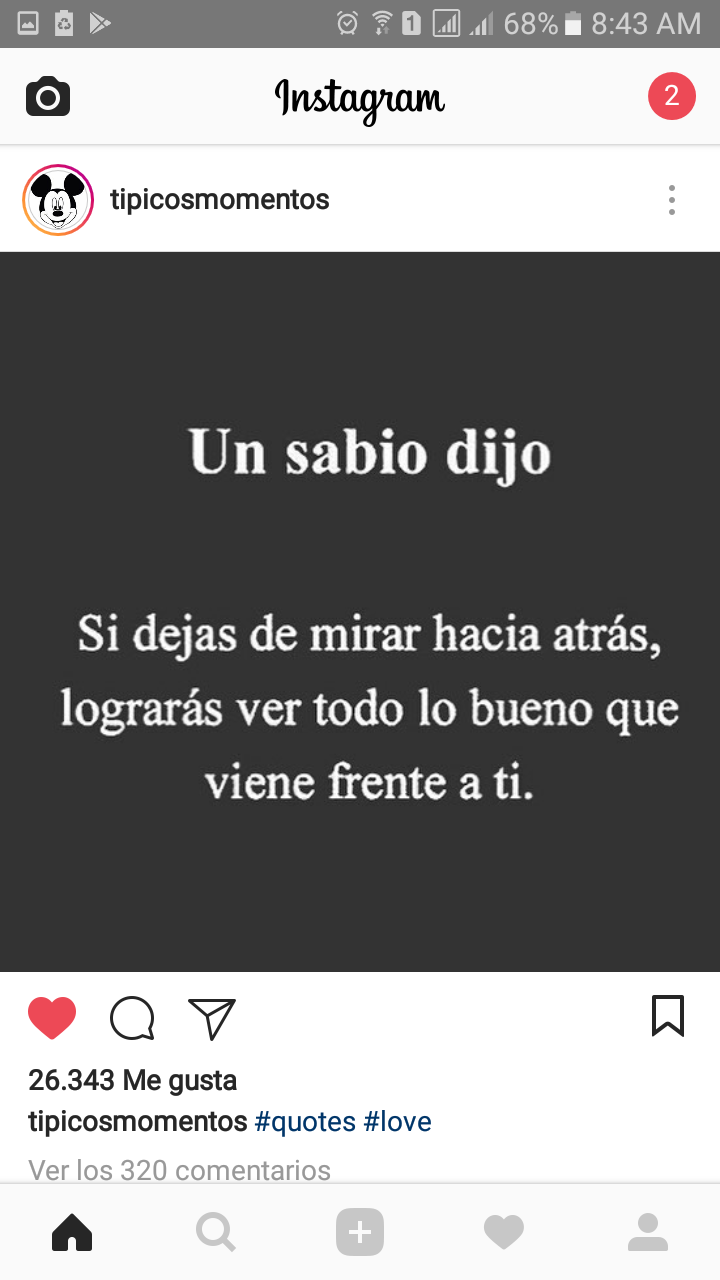 1 68% 8:43 AM
Instagram
2
tipicosmomentos
Un sabio dijo
Si dejas de mirar hacia atrás,
lograrás ver todo lo bueno que
viene frente a ti.
26.343 Me gusta
tipicosmomentos #quotes #love
Ver los 320 comentarios